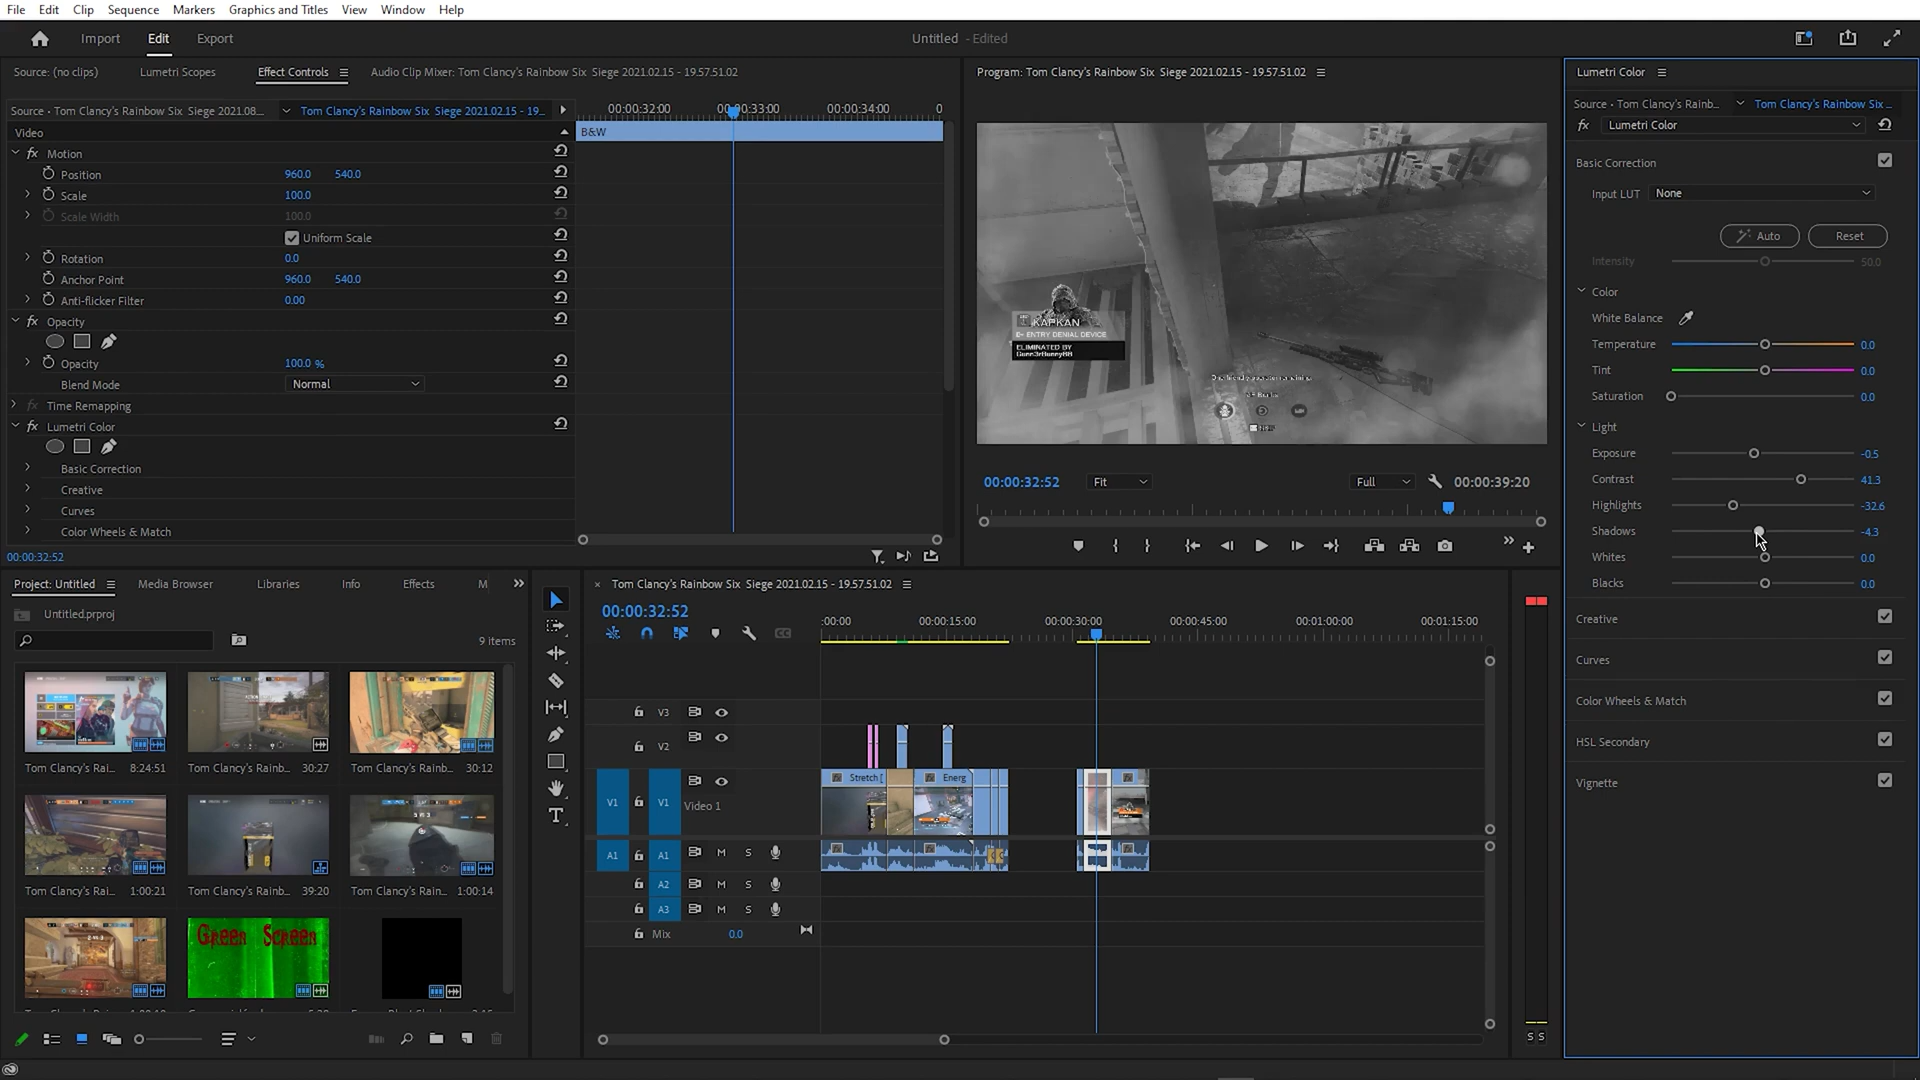 File Edit Clip Sequence Markers Graphics and Titles View Window Help
Import Edit Export
Untitled - Edited
Source: (no clips) Lumetri Scopes Effect Controls Audio Clip Mixer: Tom Clancy's Rainbow Six Siege 2021.02.15 - 19.57.51.02
Source • Tom Clancy's Rainbow Six Siege 2021.08... Tom Clancy's Rainbow Six Siege 2021.02.15 - 19...
00:00:32:00 00:00:33:00 00:00:34:00 0
Video
B&W
fx Motion
Position 960.0 540.0
Scale 100.0
Scale Width 100.0
Uniform Scale
Rotation 0.0
Anchor Point 960.0 540.0
Anti-flicker Filter 0.00
fx Opacity
Opacity 100.0 %
Blend Mode Normal
fx Time Remapping
fx Lumetri Color
Basic Correction
Creative
Curves
Color Wheels & Match
00:00:32:52
Program: Tom Clancy's Rainbow Six Siege 2021.02.15 - 19.57.51.02
KAPKAN
ENTRY DENIAL DEVICE
ELIMINATED BY
One friendly operator remaining
00:00:32:52 Fit Full 00:00:39:20
Lumetri Color
Source • Tom Clancy's Rainb... Tom Clancy's Rainbow Six ...
fx Lumetri Color
Basic Correction
Input LUT None
Auto Reset
Intensity 50.0
Color
White Balance
Temperature 0.0
Tint 0.0
Saturation 0.0
Light
Exposure -0.5
Contrast 41.3
Highlights -32.6
Shadows -4.3
Whites 0.0
Blacks 0.0
Creative
Curves
Color Wheels & Match
HSL Secondary
Vignette
Project: Untitled Media Browser Libraries Info Effects M
Untitled.prproj
9 Items
Tom Clancy's Rai... 8:24:51
Tom Clancy's Rainb... 30:27
Tom Clancy's Rainb... 30:12
Tom Clancy's Rai... 1:00:21
Tom Clancy's Rainb... 39:20
Tom Clancy's Rain... 1:00:14
Green Screen
Tom Clancy's Rainbow Six Siege 2021.02.15 - 19.57.51.02
00:00:32:52
:00:00 00:00:15:00 00:00:30:00 00:00:45:00 00:01:00:00 00:01:15:00
V3
V2
V1 V1 Video 1
Stretch [ Energ
A1 A1 M S
A2 M S
A3 M S
Mix 0.0
S S